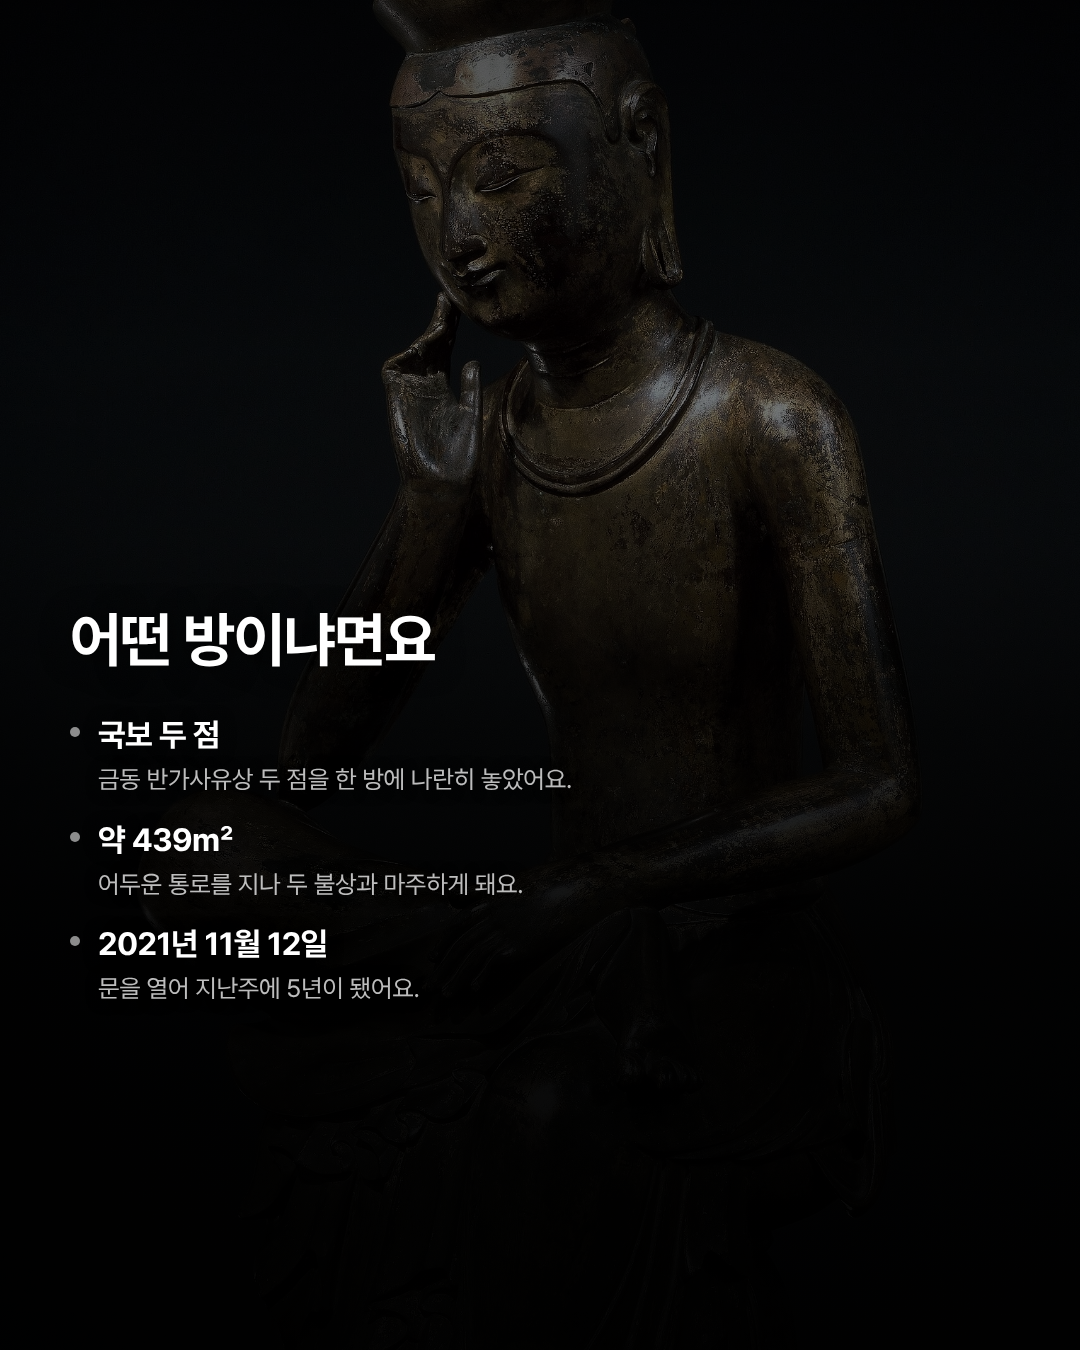 어떤 방이냐면요
국보 두 점
금동 반가사유상 두 점을 한 방에 나란히 놓았어요.
약 439m²
어두운 통로를 지나 두 불상과 마주하게 돼요.
2021년 11월 12일
문을 열어 지난주에 5년이 됐어요.